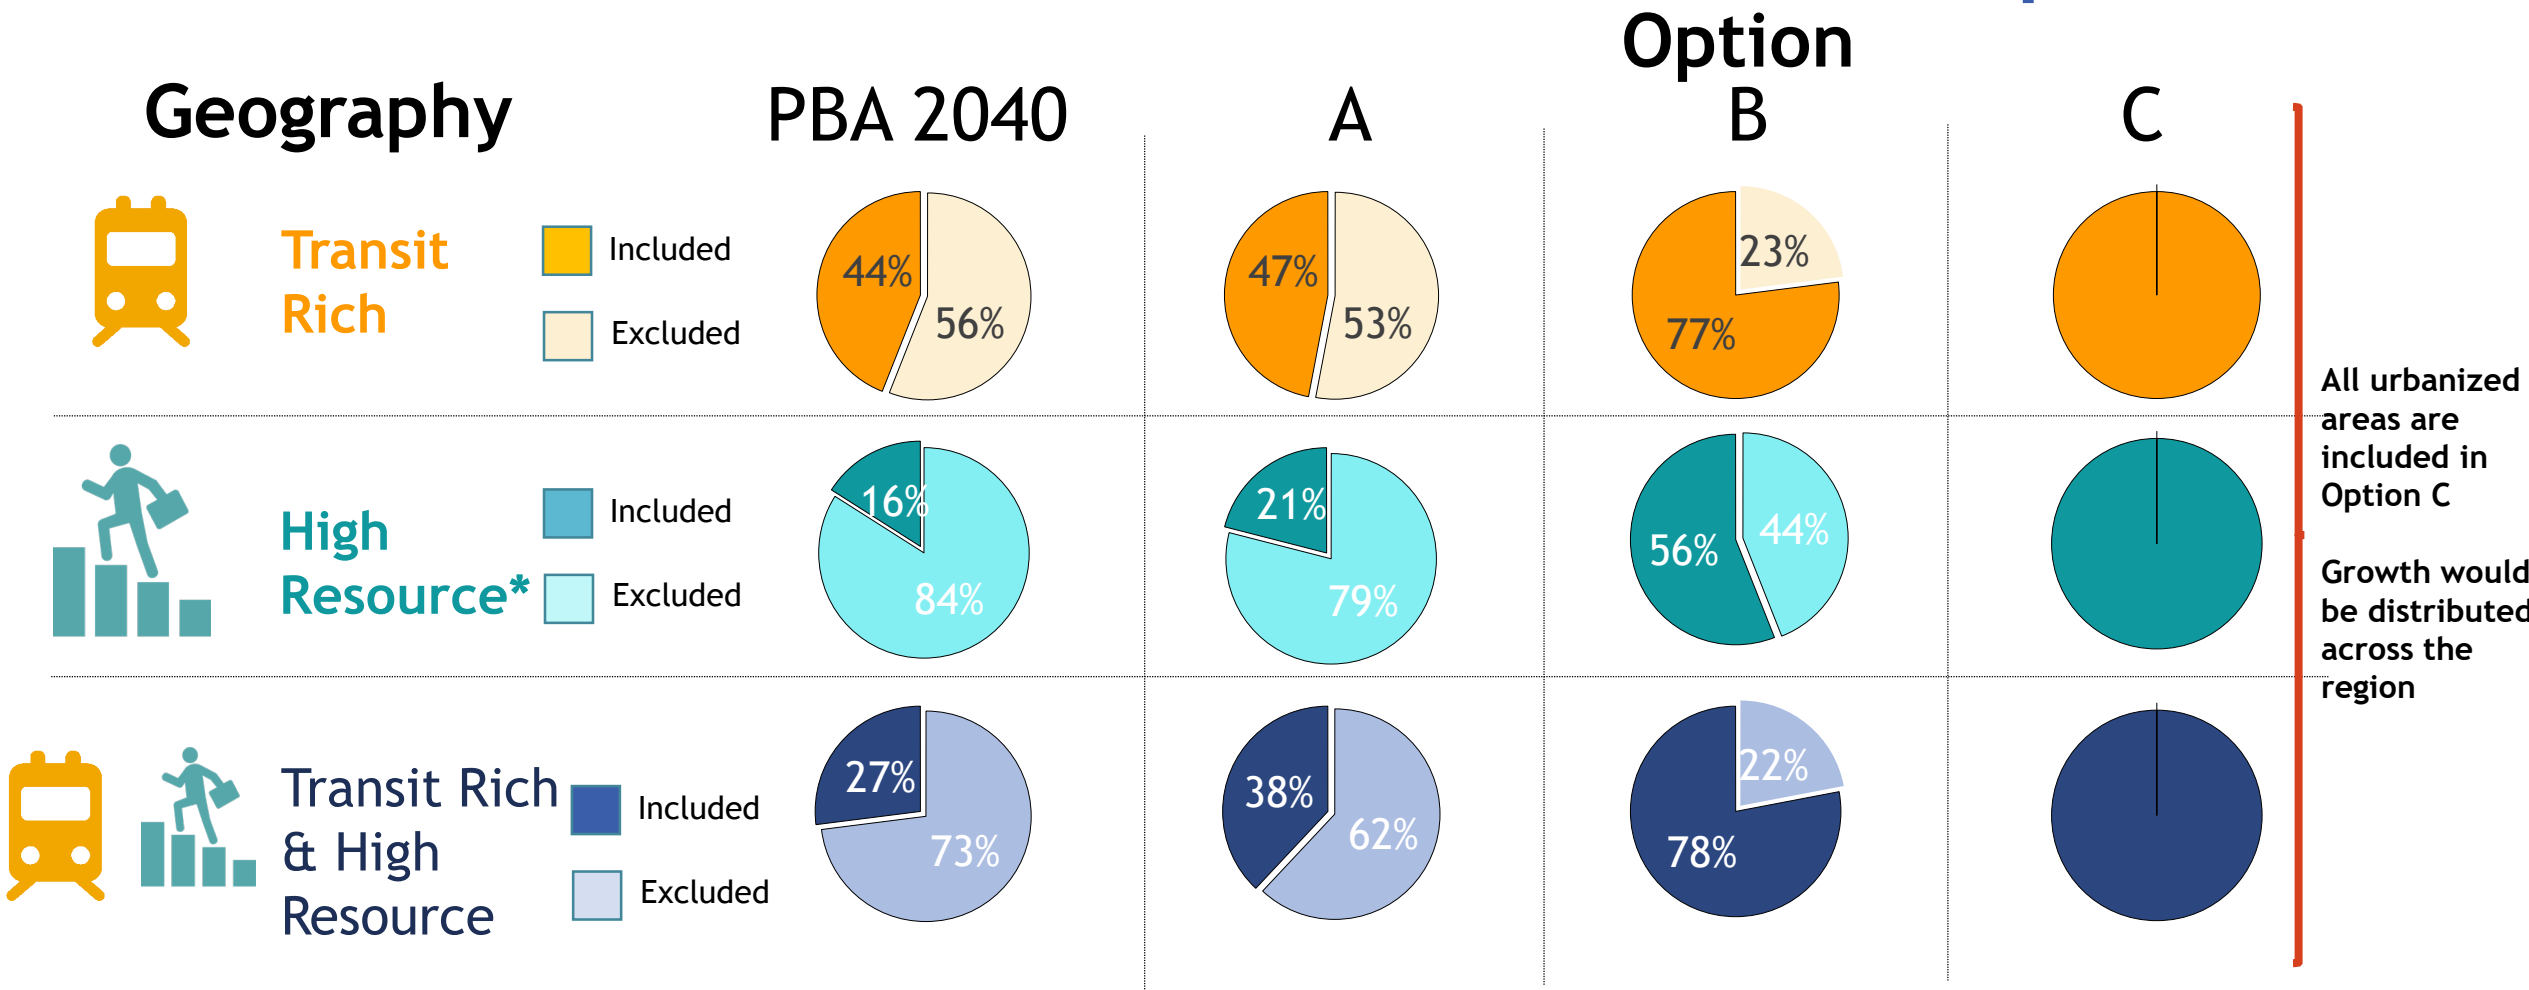 Option
Geography
PBA 2040
A
B
C
Transit
Rich
Included
Excluded
44%
56%
47%
53%
23%
77%
High
Resource*
Included
Excluded
16%
84%
21%
79%
56%
44%
Transit Rich
& High
Resource
Included
Excluded
27%
73%
38%
62%
22%
78%
All urbanized
areas are
included in
Option C
Growth would
be distributed
across the
region